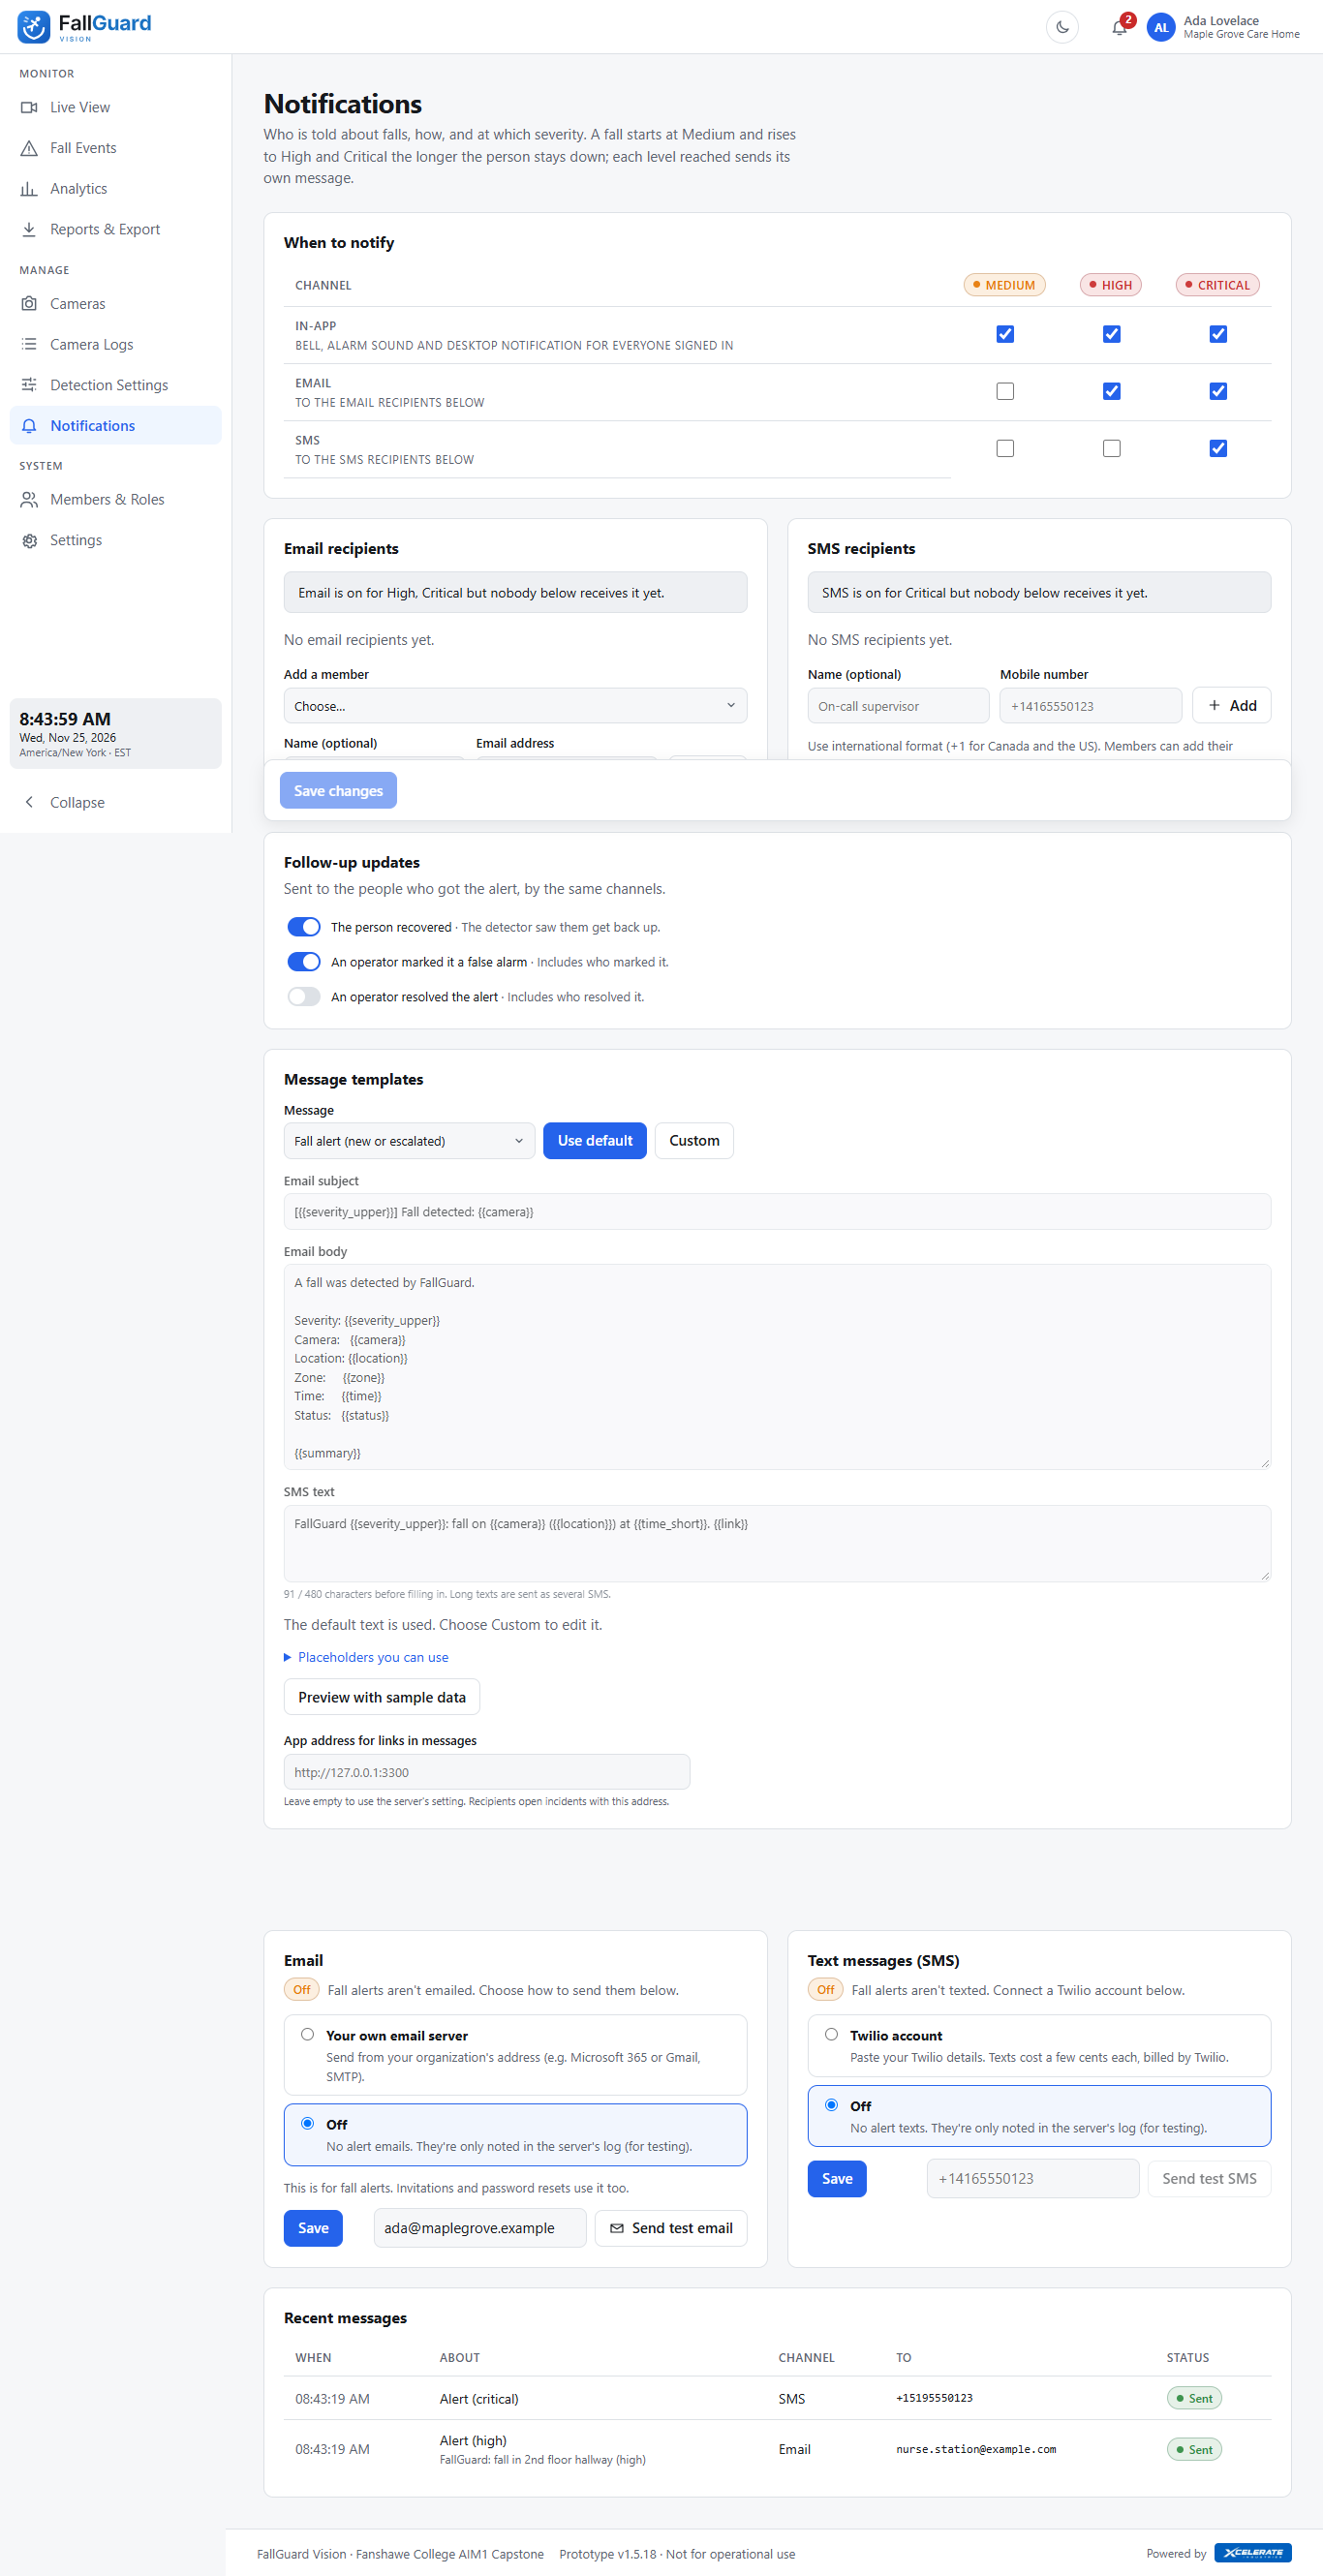 FallGuard
VISION
2
AL
Ada Lovelace
Maple Grove Care Home
MONITOR
Live View
Fall Events
Analytics
Reports & Export
MANAGE
Cameras
Camera Logs
Detection Settings
Notifications
SYSTEM
Members & Roles
Settings
8:43:59 AM
Wed, Nov 25, 2026
America/New York · EST
Collapse
Notifications
Who is told about falls, how, and at which severity. A fall starts at Medium and rises
to High and Critical the longer the person stays down; each level reached sends its
own message.
When to notify
CHANNEL
MEDIUM
HIGH
CRITICAL
IN-APP
BELL, ALARM SOUND AND DESKTOP NOTIFICATION FOR EVERYONE SIGNED IN
EMAIL
TO THE EMAIL RECIPIENTS BELOW
SMS
TO THE SMS RECIPIENTS BELOW
Email recipients
Email is on for High, Critical but nobody below receives it yet.
No email recipients yet.
Add a member
Choose...
Name (optional)
Email address
SMS recipients
SMS is on for Critical but nobody below receives it yet.
No SMS recipients yet.
Name (optional)
Mobile number
On-call supervisor
+14165550123
Add
Use international format (+1 for Canada and the US). Members can add their
Save changes
Follow-up updates
Sent to the people who got the alert, by the same channels.
The person recovered · The detector saw them get back up.
An operator marked it a false alarm · Includes who marked it.
An operator resolved the alert · Includes who resolved it.
Message templates
Message
Fall alert (new or escalated)
Use default
Custom
Email subject
[{{severity_upper}}] Fall detected: {{camera}}
Email body
A fall was detected by FallGuard.
Severity: {{severity_upper}}
Camera: {{camera}}
Location: {{location}}
Zone: {{zone}}
Time: {{time}}
Status: {{status}}
{{summary}}
SMS text
FallGuard {{severity_upper}}: fall on {{camera}} ({{location}}) at {{time_short}}. {{link}}
91 / 480 characters before filling in. Long texts are sent as several SMS.
The default text is used. Choose Custom to edit it.
Placeholders you can use
Preview with sample data
App address for links in messages
http://127.0.0.1:3300
Leave empty to use the server's setting. Recipients open incidents with this address.
Email
Off
Fall alerts aren't emailed. Choose how to send them below.
Your own email server
Send from your organization's address (e.g. Microsoft 365 or Gmail,
SMTP).
Off
No alert emails. They're only noted in the server's log (for testing).
This is for fall alerts. Invitations and password resets use it too.
Save
ada@maplegrove.example
Send test email
Text messages (SMS)
Off
Fall alerts aren't texted. Connect a Twilio account below.
Twilio account
Paste your Twilio details. Texts cost a few cents each, billed by Twilio.
Off
No alert texts. They're only noted in the server's log (for testing).
Save
+14165550123
Send test SMS
Recent messages
WHEN
ABOUT
CHANNEL
TO
STATUS
08:43:19 AM
Alert (critical)
SMS
+15195550123
Sent
08:43:19 AM
Alert (high)
FallGuard: fall in 2nd floor hallway (high)
Email
nurse.station@example.com
Sent
FallGuard Vision · Fanshawe College AIM1 Capstone
Prototype v1.5.18 · Not for operational use
Powered by
XCELERATE